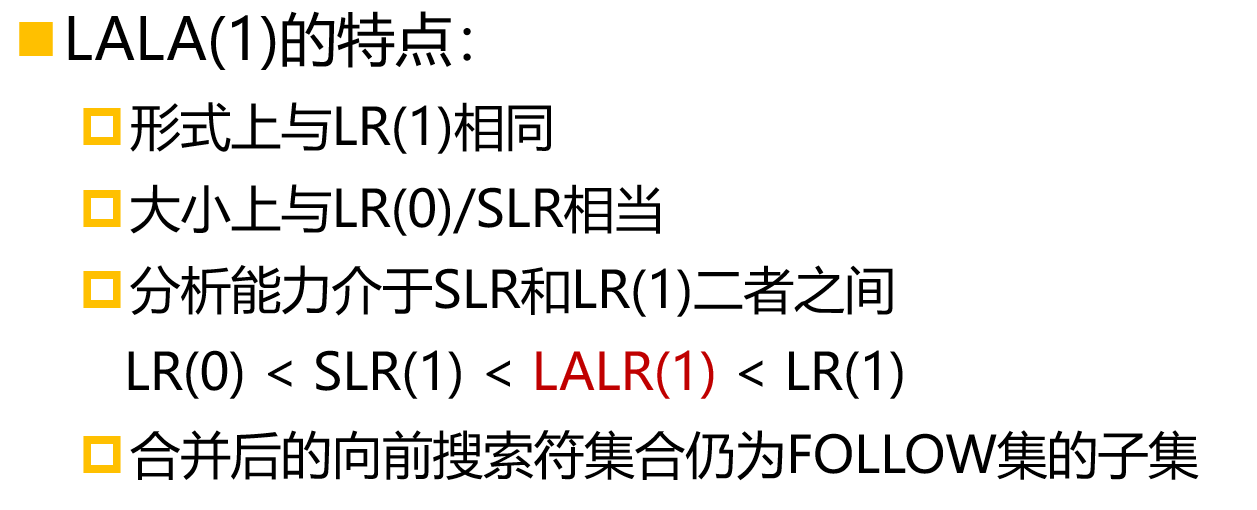 LALA(1)的特点：
形式上与LR(1)相同
大小上与LR(0)/SLR相当
分析能力介于SLR和LR(1)二者之间
LR(0) < SLR(1) < LALR(1) < LR(1)
合并后的向前搜索符集合仍为FOLLOW集的子集